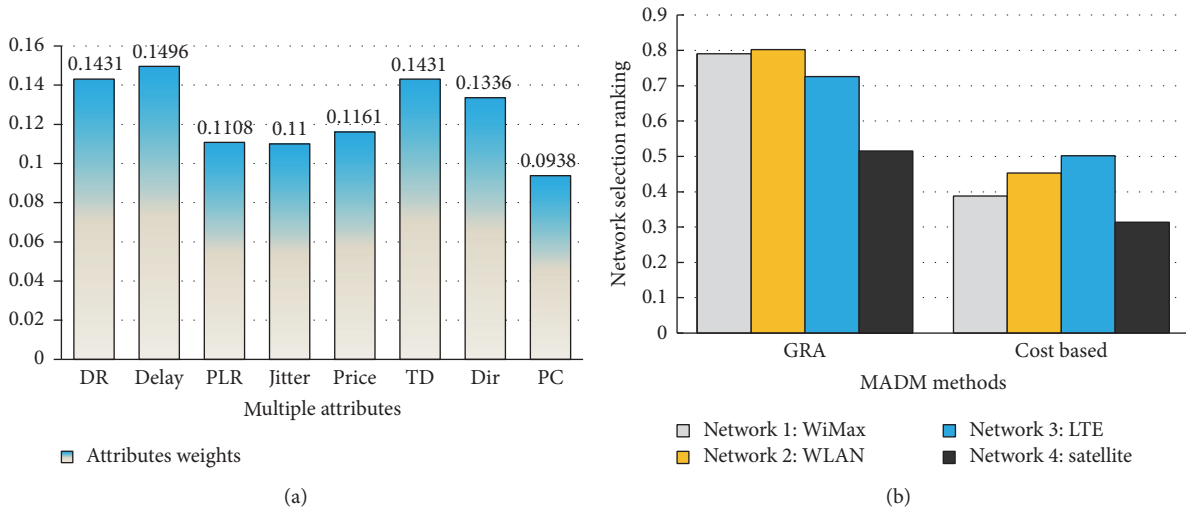 0.16
0.14
0.12
0.1
0.08
0.06
0.04
0.02
0
0.1431
0.1496
0.1108
0.11
0.1161
0.1431
0.1336
0.0938
DR Delay PLR Jitter Price TD Dir PC
Multiple attributes
Attributes weights
(a)
Network selection ranking
0.9
0.8
0.7
0.6
0.5
0.4
0.3
0.2
0.1
0
GRA Cost based
MADM methods
Network 1: WiMax
Network 2: WLAN
Network 3: LTE
Network 4: satellite
(b)